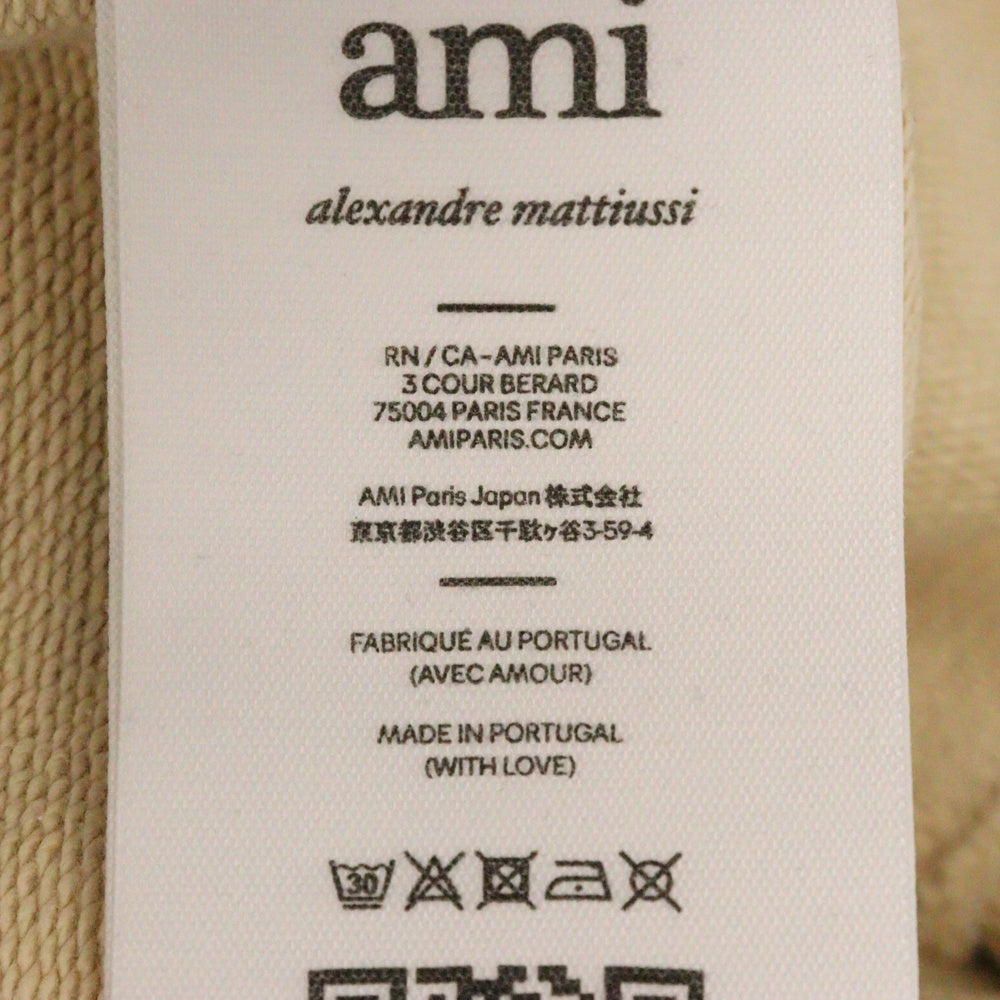 ami
alexandre mattiussi
RN / CA-AMI PARIS
3 COUR BERARD
75004 PARIS FRANCE
AMIPARIS.COM
AMI Paris Japan 株式会社
東京都渋谷区千駄ヶ谷3-59-4
FABRIQUÉ AU PORTUGAL
(AVEC AMOUR)
MADE IN PORTUGAL
(WITH LOVE)
30